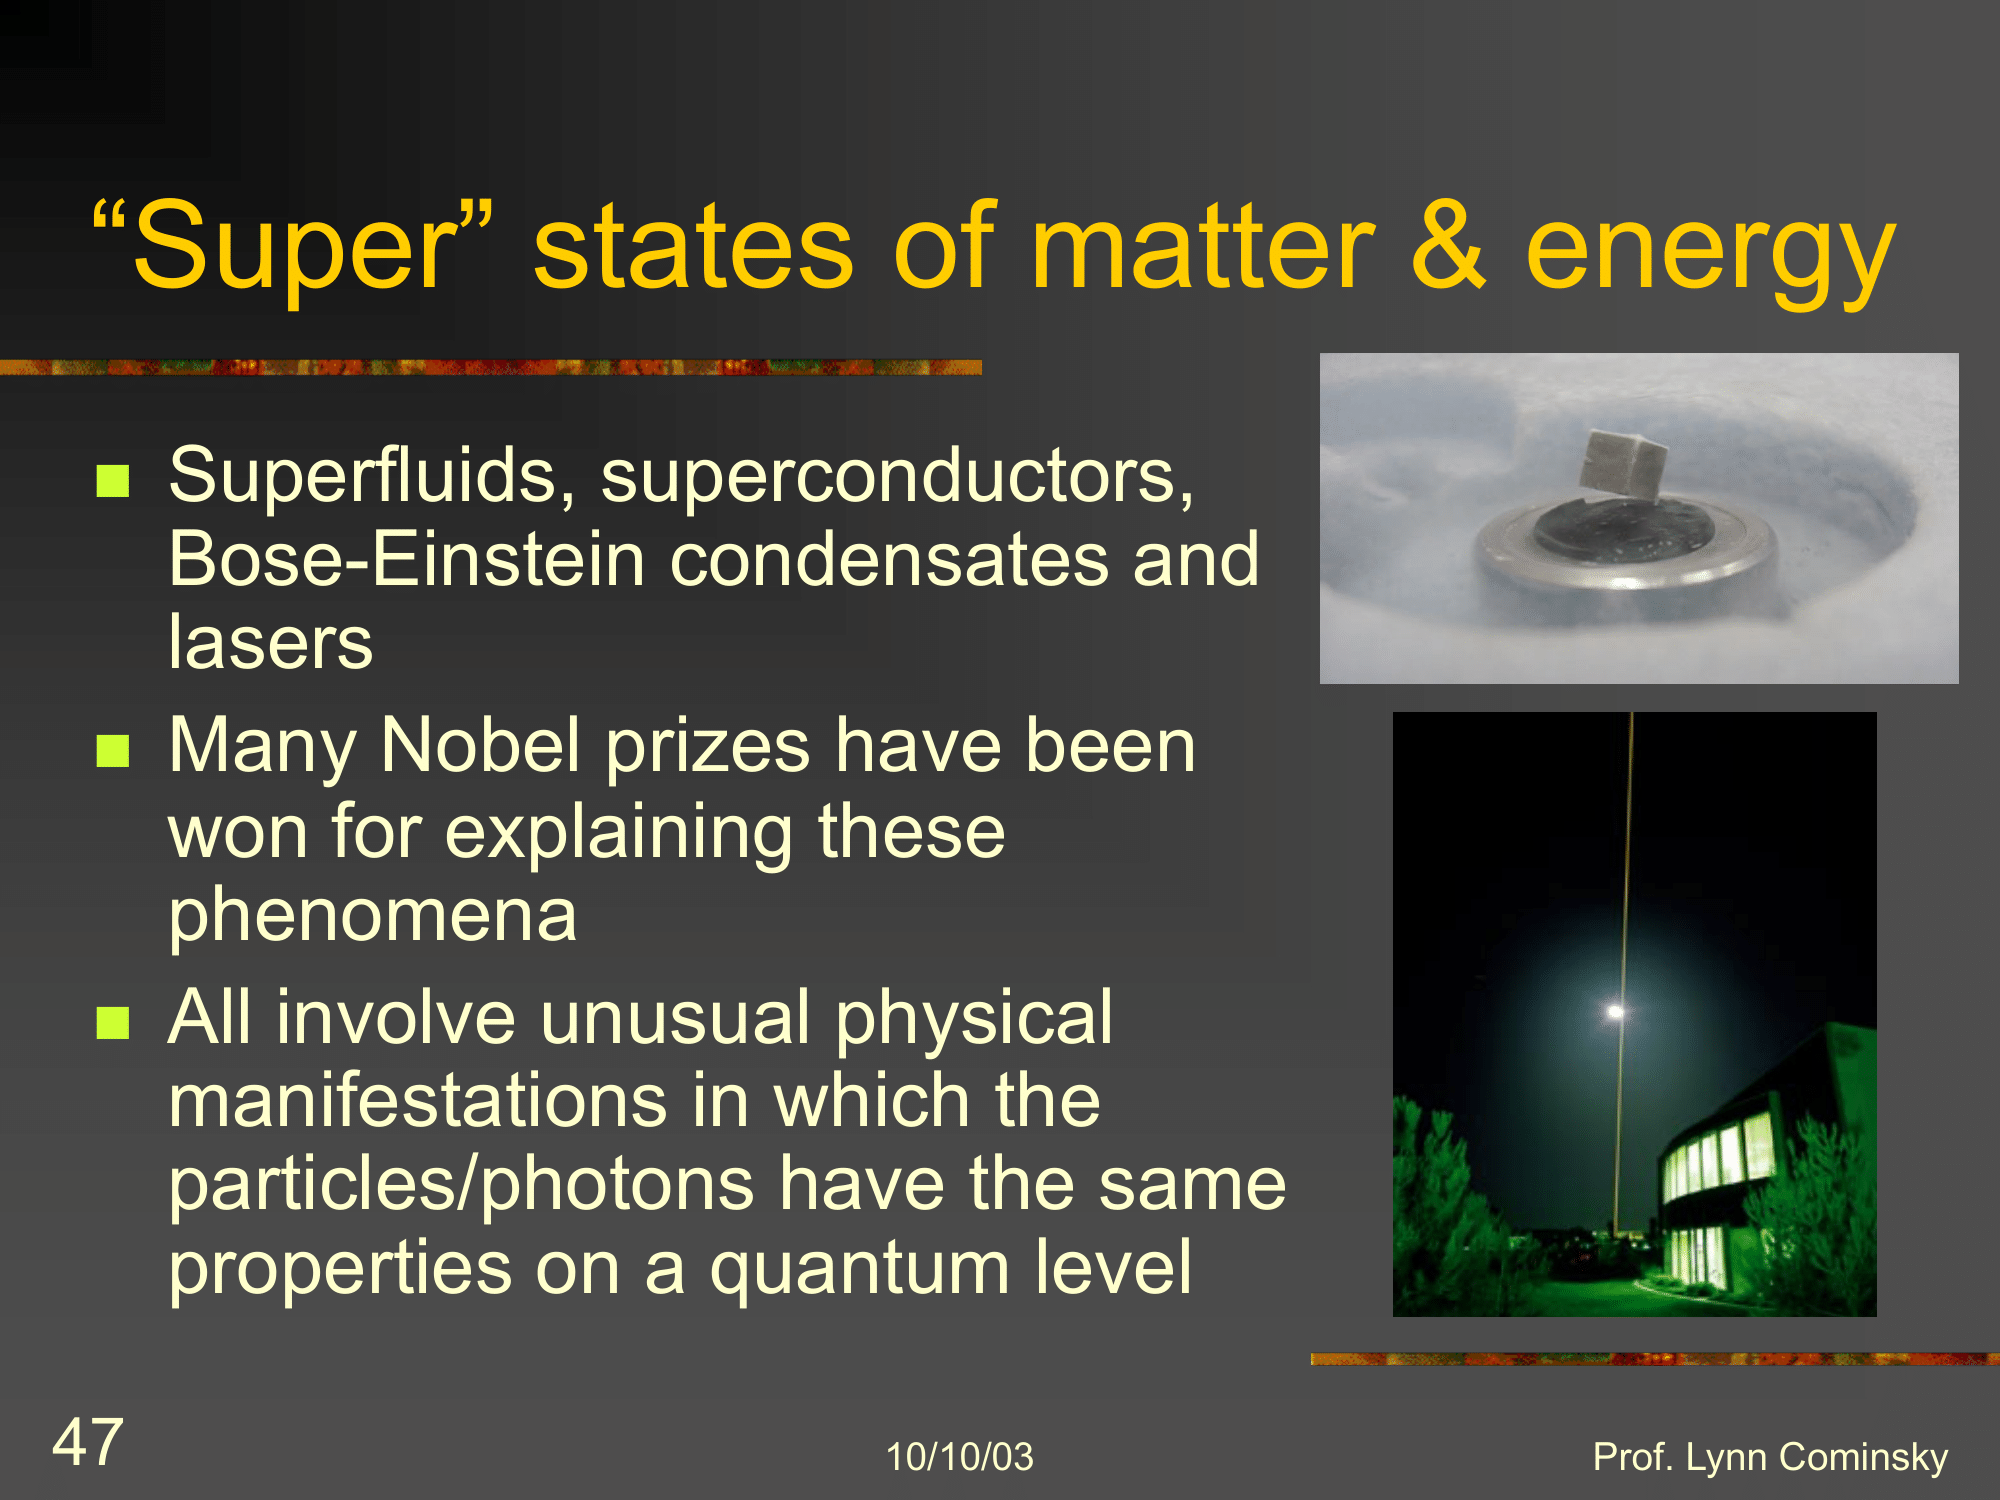 “Super” states of matter & energy
Superfluids, superconductors,
Bose-Einstein condensates and
lasers
Many Nobel prizes have been
won for explaining these
phenomena
All involve unusual physical
manifestations in which the
particles/photons have the same
properties on a quantum level
47
10/10/03
Prof. Lynn Cominsky